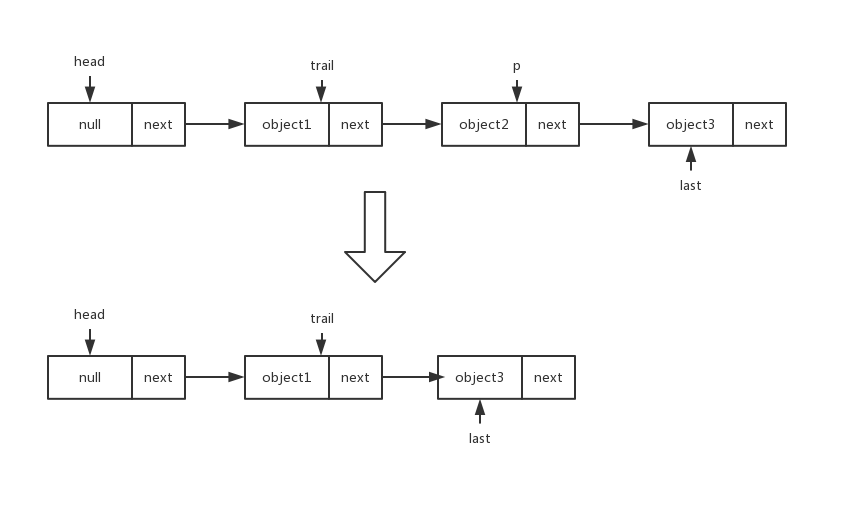 head
trail
p
null next object1 next object2 next object3 next
last
head
trail
null next object1 next object3 next
last